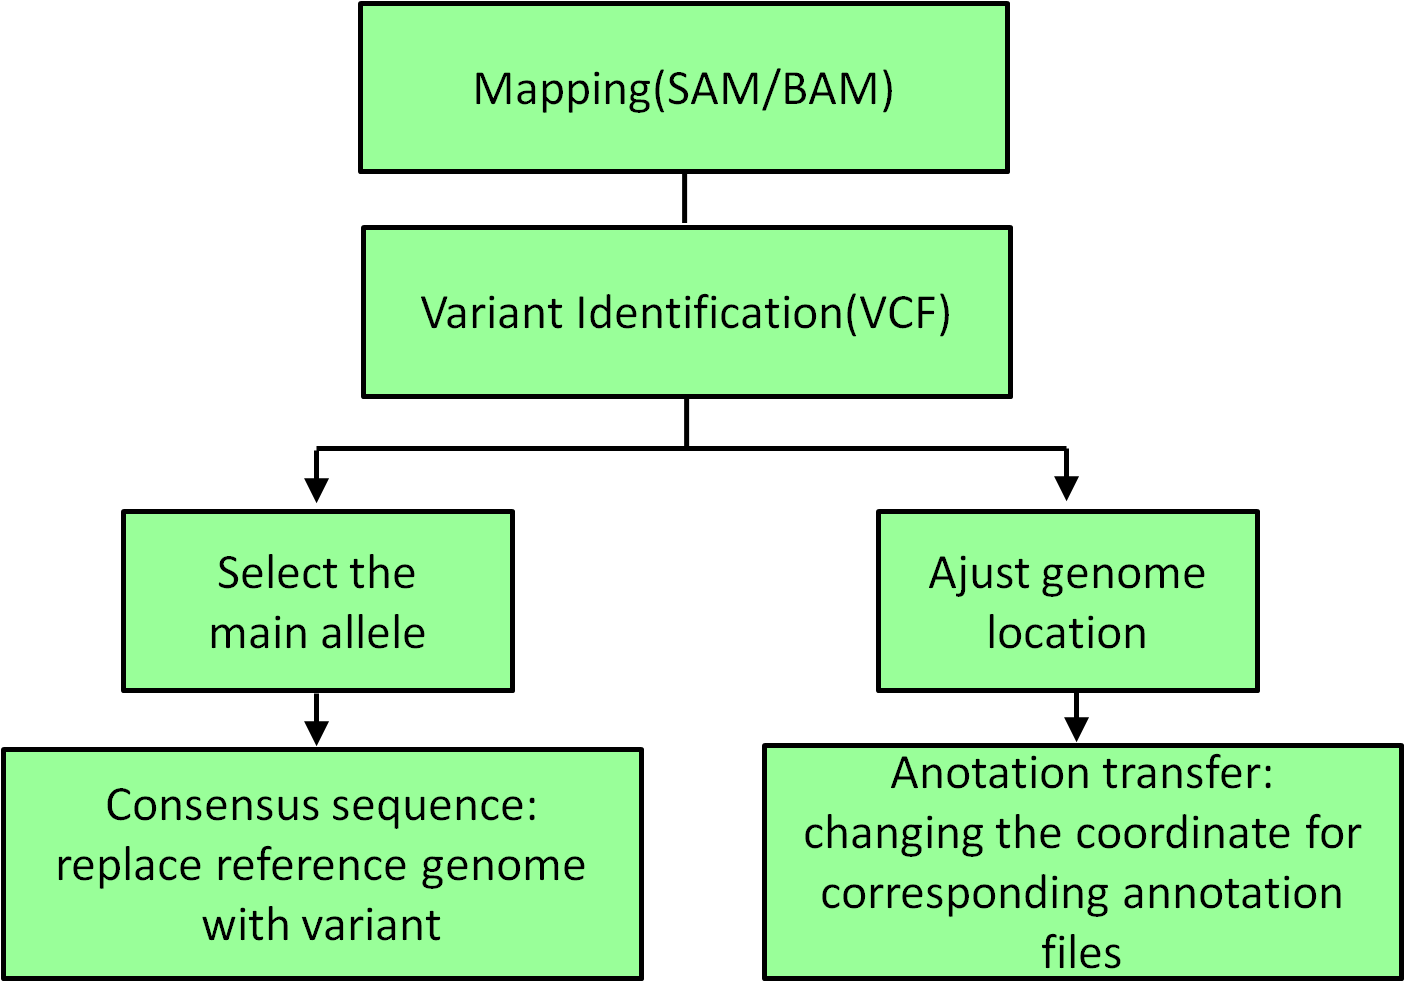 Mapping(SAM/BAM)
Variant Identification(VCF)
Select the
main allele
Ajust genome
location
Consensus sequence:
replace reference genome
with variant
Anotation transfer:
changing the coordinate for
corresponding annotation
files